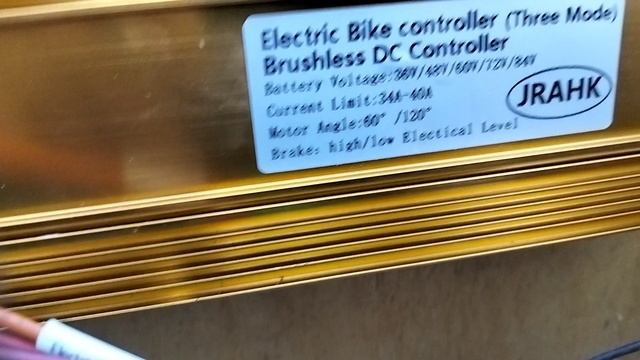 Electric Bike controller (Three Mode)
Brushless DC Controller
Battery Voltage:36V/48V/60V/72V/84V
Current Limit:34A-40A
Motor Angle:60° /120°
Brake: high/low Electical Level
JRAHK